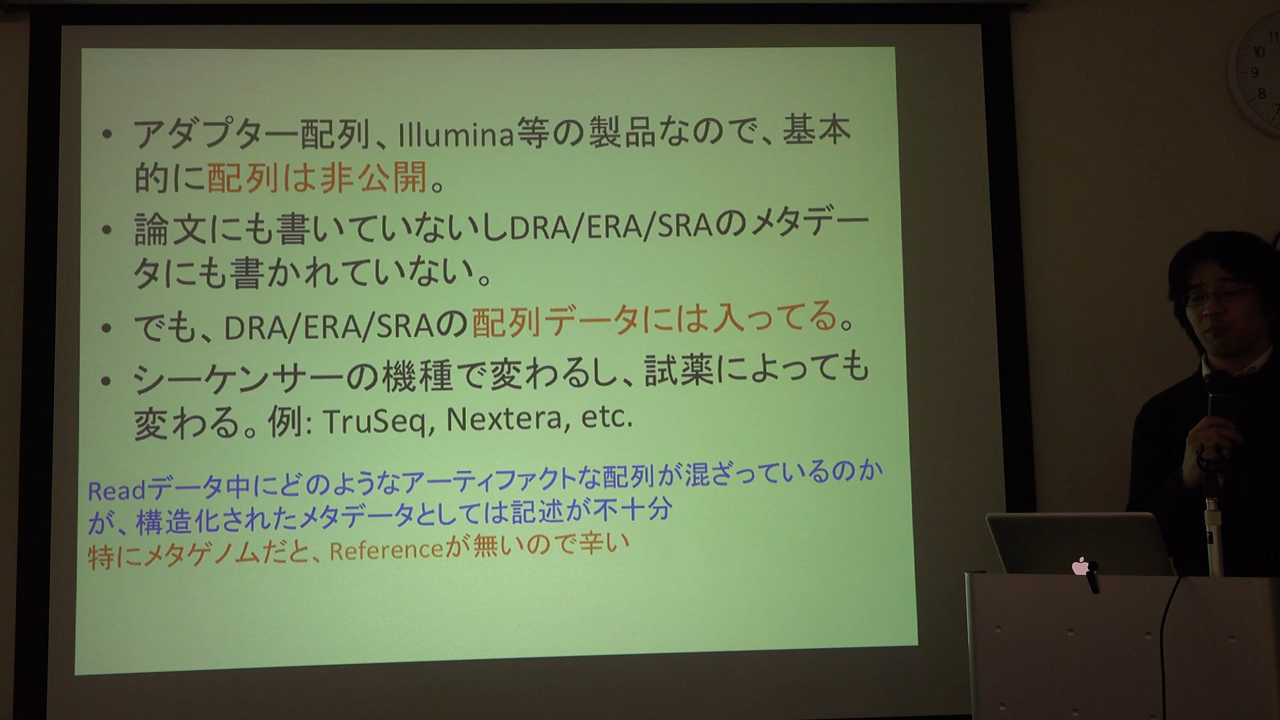 • アダプター配列、Illumina等の製品なので、基本
的に配列は非公開。
• 論文にも書いていないしDRA/ERA/SRAのメタデー
タにも書かれていない。
• でも、DRA/ERA/SRAの配列データには入ってる。
• シーケンサーの機種で変わるし、試薬によっても
変わる。例: TruSeq, Nextera, etc.
Readデータ中にどのようなアーティファクトな配列が混ざっているのか
が、構造化されたメタデータとしては記述が不十分
特にメタゲノムだと、Referenceが無いので辛い
11
10
9
8